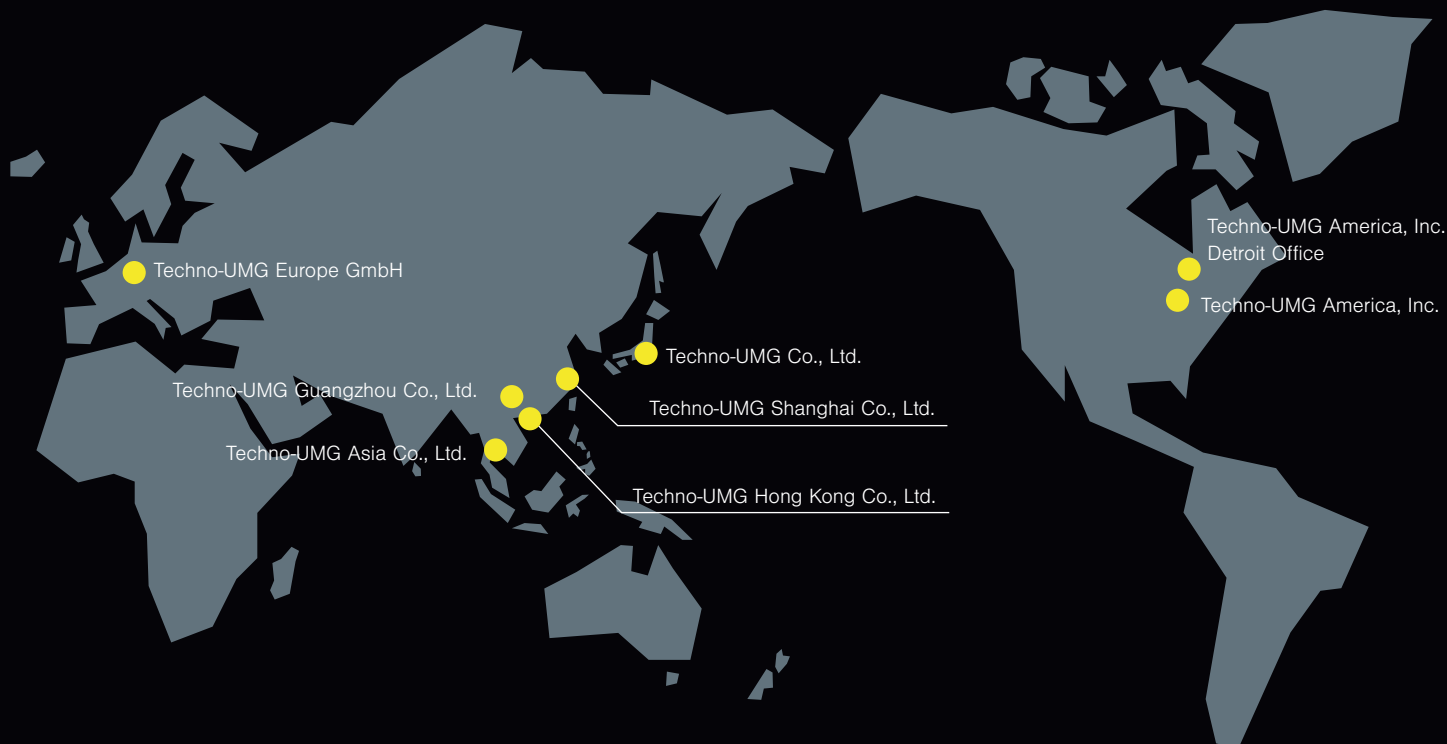 Techno-UMG America, Inc.
Detroit Office
Techno-UMG Europe GmbH
Techno-UMG America, Inc.
Techno-UMG Co., Ltd.
Techno-UMG Guangzhou Co., Ltd.
Techno-UMG Shanghai Co., Ltd.
Techno-UMG Asia Co., Ltd.
Techno-UMG Hong Kong Co., Ltd.